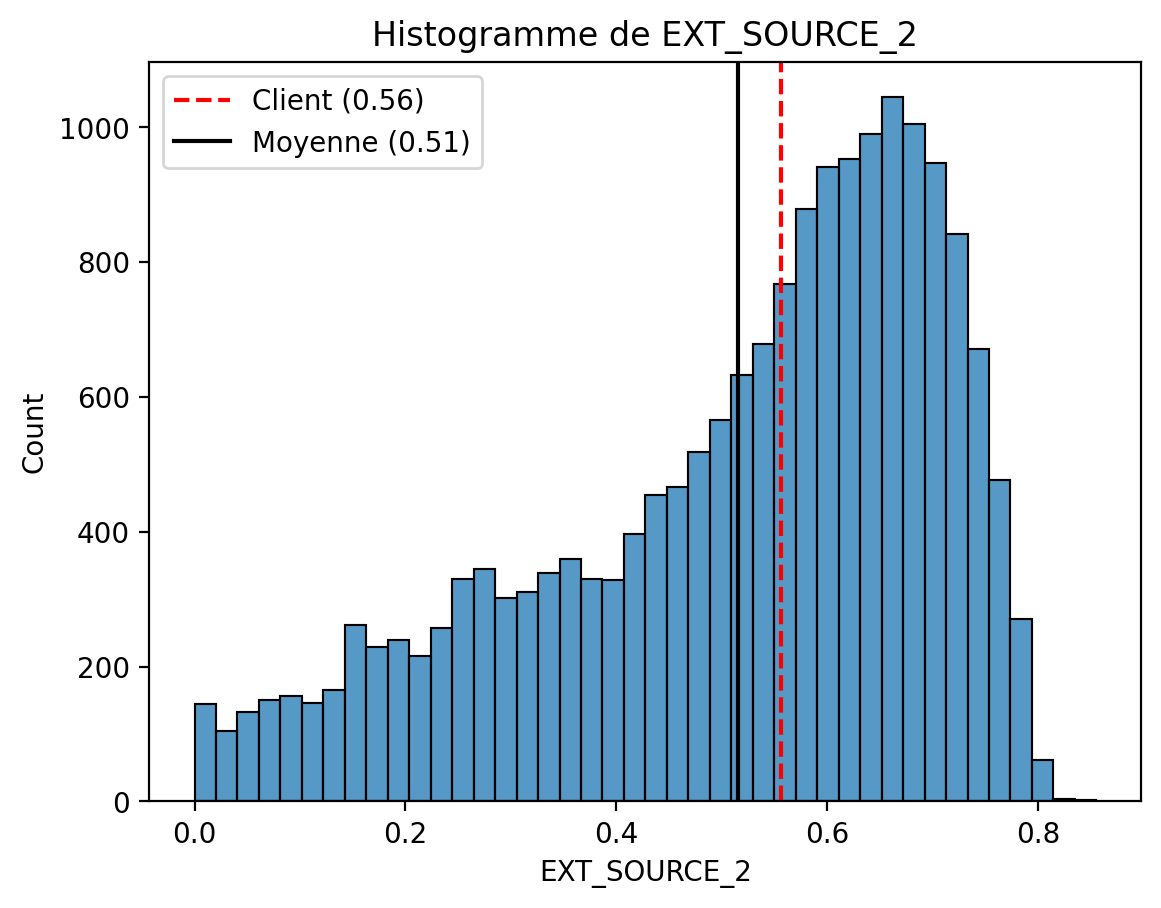 Histogramme de EXT_SOURCE_2
Client (0.56)
Moyenne (0.51)
Count
1000
800
600
400
200
0
0.0 0.2 0.4 0.6 0.8
EXT_SOURCE_2